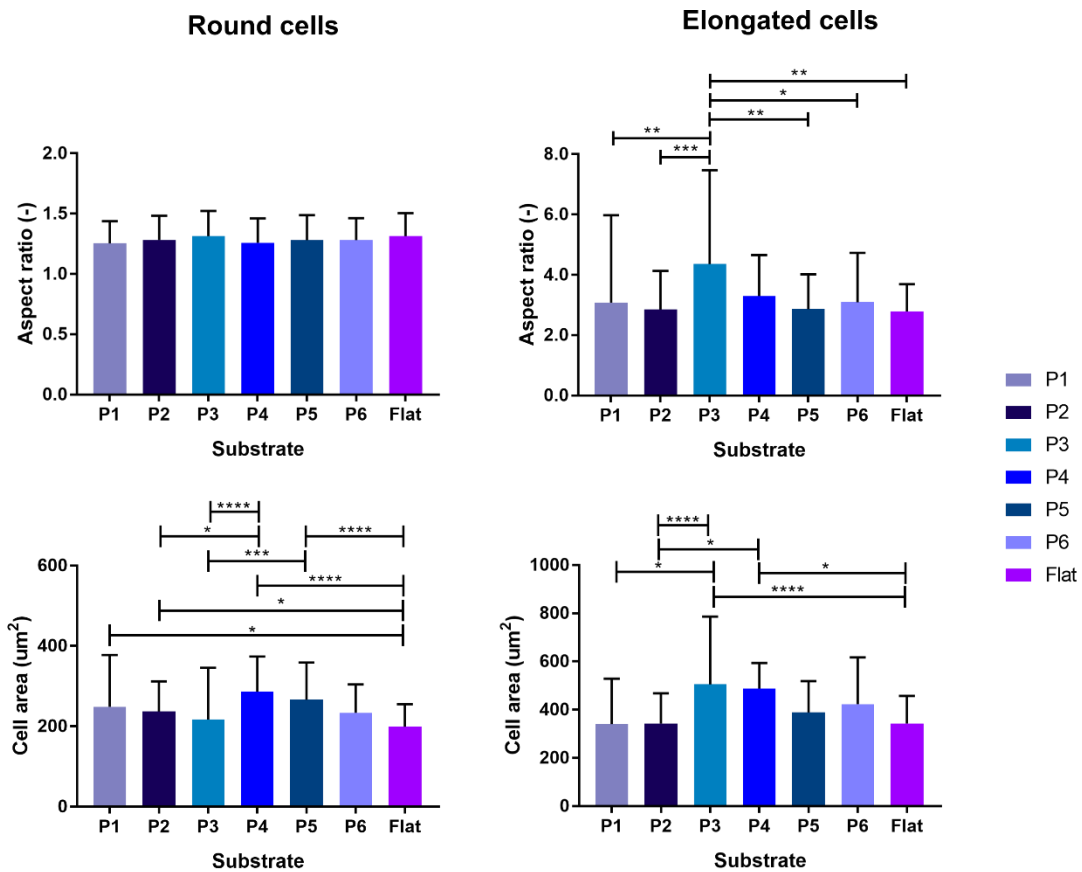 Round cells
Elongated cells
Aspect ratio (-)
2.0
1.5
1.0
0.5
0.0
P1 P2 P3 P4 P5 P6 Flat
Substrate
**
*
**
**
***
Aspect ratio (-)
8.0
6.0
4.0
2.0
0.0
P1 P2 P3 P4 P5 P6 Flat
Substrate
****
*
****
***
****
*
*
Cell area (um²)
600
400
200
0
P1 P2 P3 P4 P5 P6 Flat
Substrate
****
*
*
*
****
Cell area (um²)
1000
800
600
400
200
0
P1 P2 P3 P4 P5 P6 Flat
Substrate
P1
P2
P3
P4
P5
P6
Flat